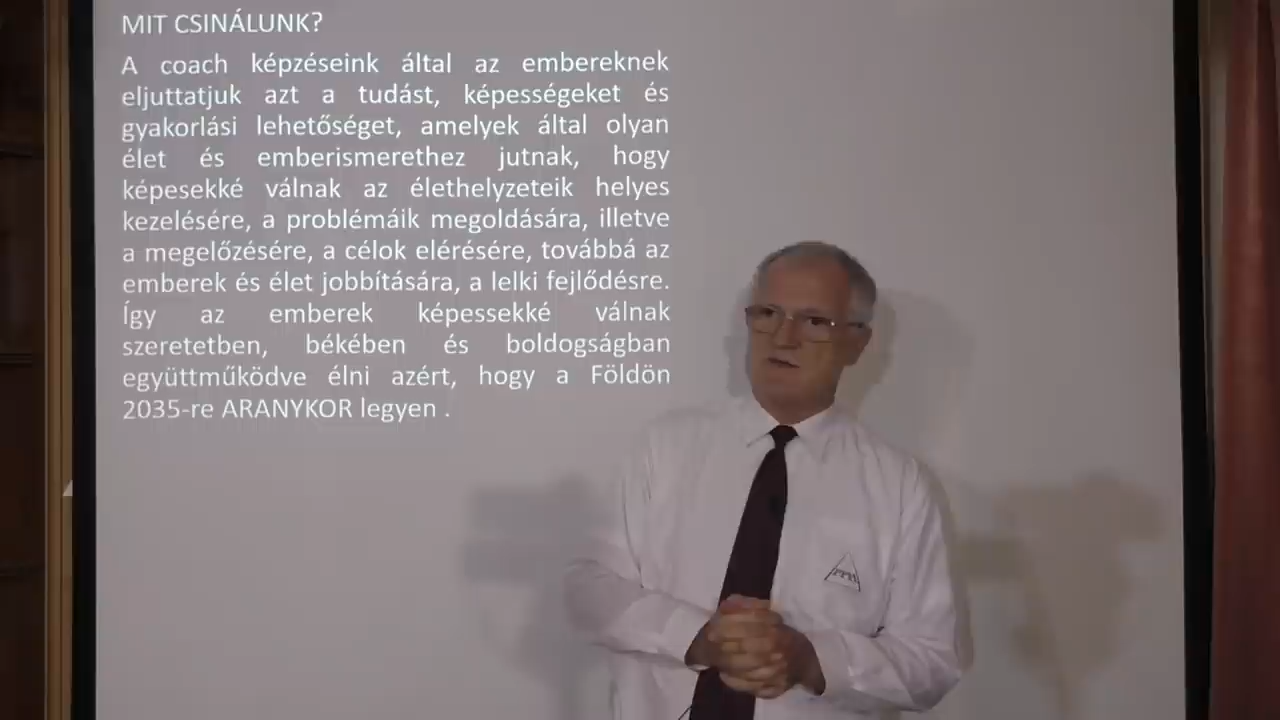 MIT CSINÁLUNK?
A coach képzéseink által az embereknek
eljuttatjuk azt a tudást, képességeket és
gyakorlási lehetőséget, amelyek által olyan
élet és emberismerethez jutnak, hogy
képesekké válnak az élethelyzeteik helyes
kezelésére, a problémáik megoldására, illetve
a megelőzésére, a célok elérésére, továbbá az
emberek és élet jobbítására, a lelki fejlődésre.
Így az emberek képessekké válnak
szeretetben, békében és boldogságban
együttműködve élni azért, hogy a Földön
2035-re ARANYKOR legyen .